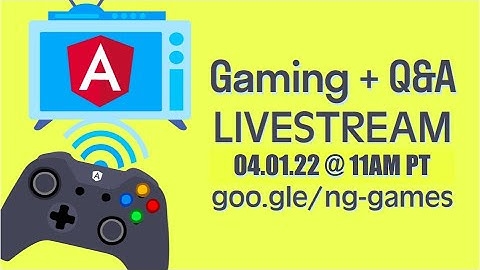 A
Gaming + Q&A
LIVESTREAM
04.01.22 @ 11AM PT
goo.gle/ng-games
A